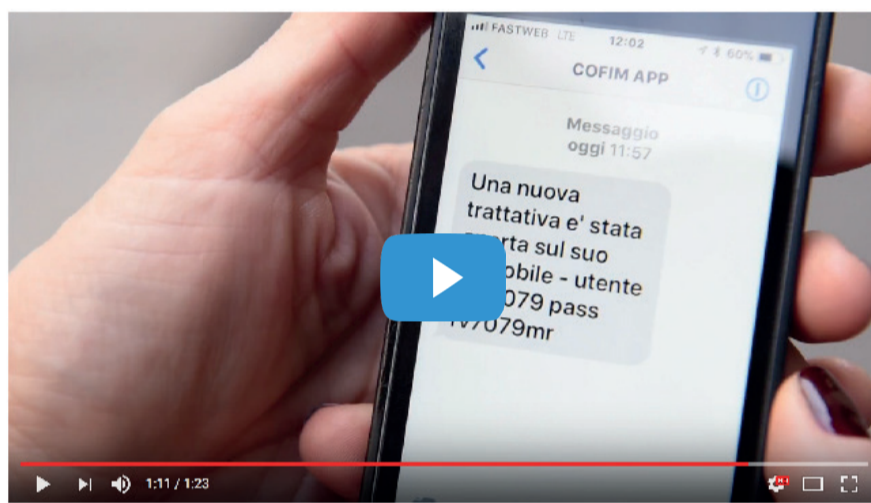 FASTWEB LTE 12:02 60%
COFIM APP
Messaggio
oggi 11:57
Una nuova
trattativa e' stata
sul suo
utente
pass
1:11 / 1:23